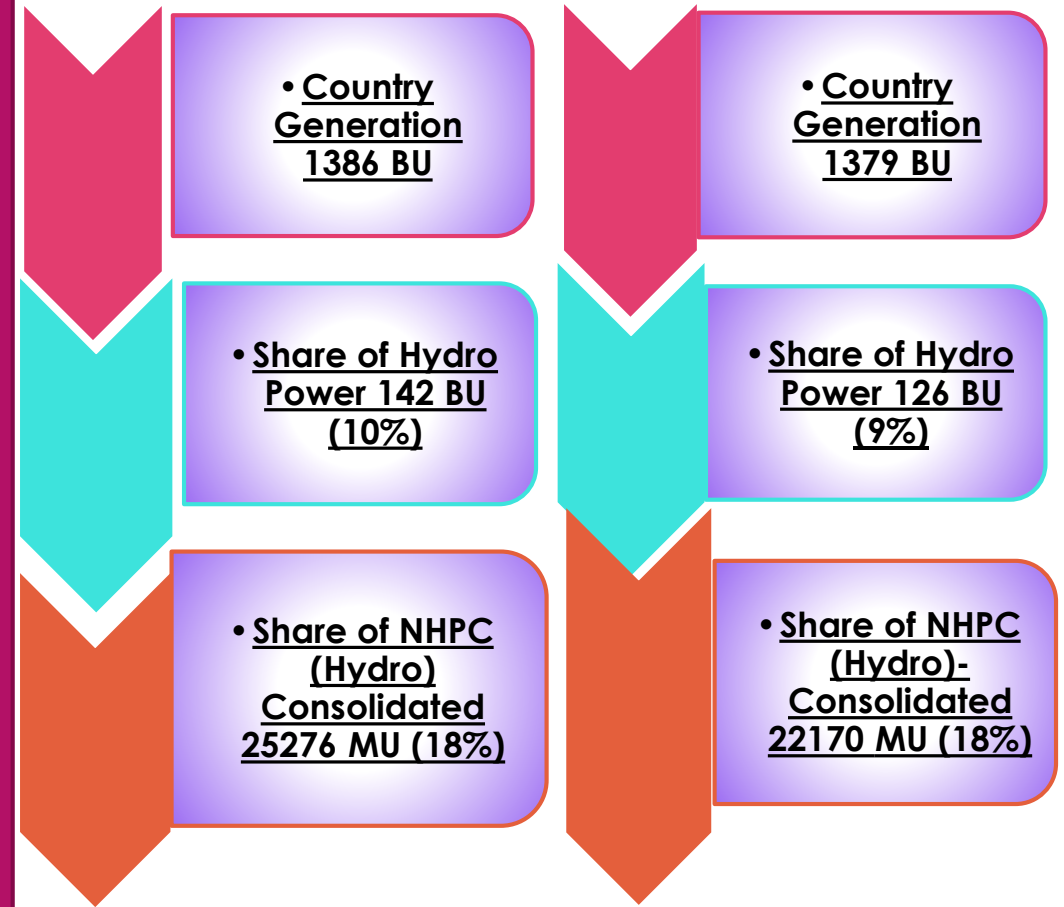 • Country
Generation
1386 BU
• Share of Hydro
Power 142 BU
(10%)
• Share of NHPC
(Hydro)
Consolidated
25276 MU (18%)
• Country
Generation
1379 BU
• Share of Hydro
Power 126 BU
(9%)
• Share of NHPC
(Hydro)-
Consolidated
22170 MU (18%)